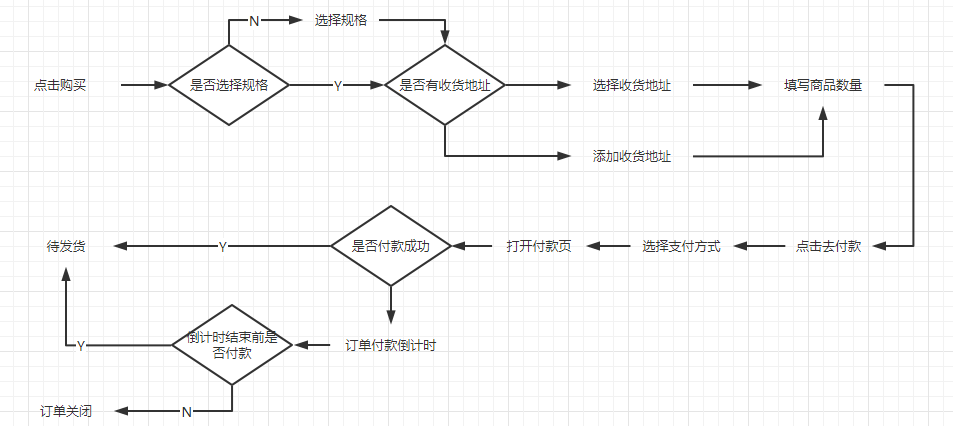 N
选择规格
点击购买
是否选择规格
Y
是否有收货地址
选择收货地址
填写商品数量
添加收货地址
待发货
Y
是否付款成功
打开付款页
选择支付方式
点击去付款
倒计时结束前是
否付款
订单付款倒计时
Y
订单关闭
N